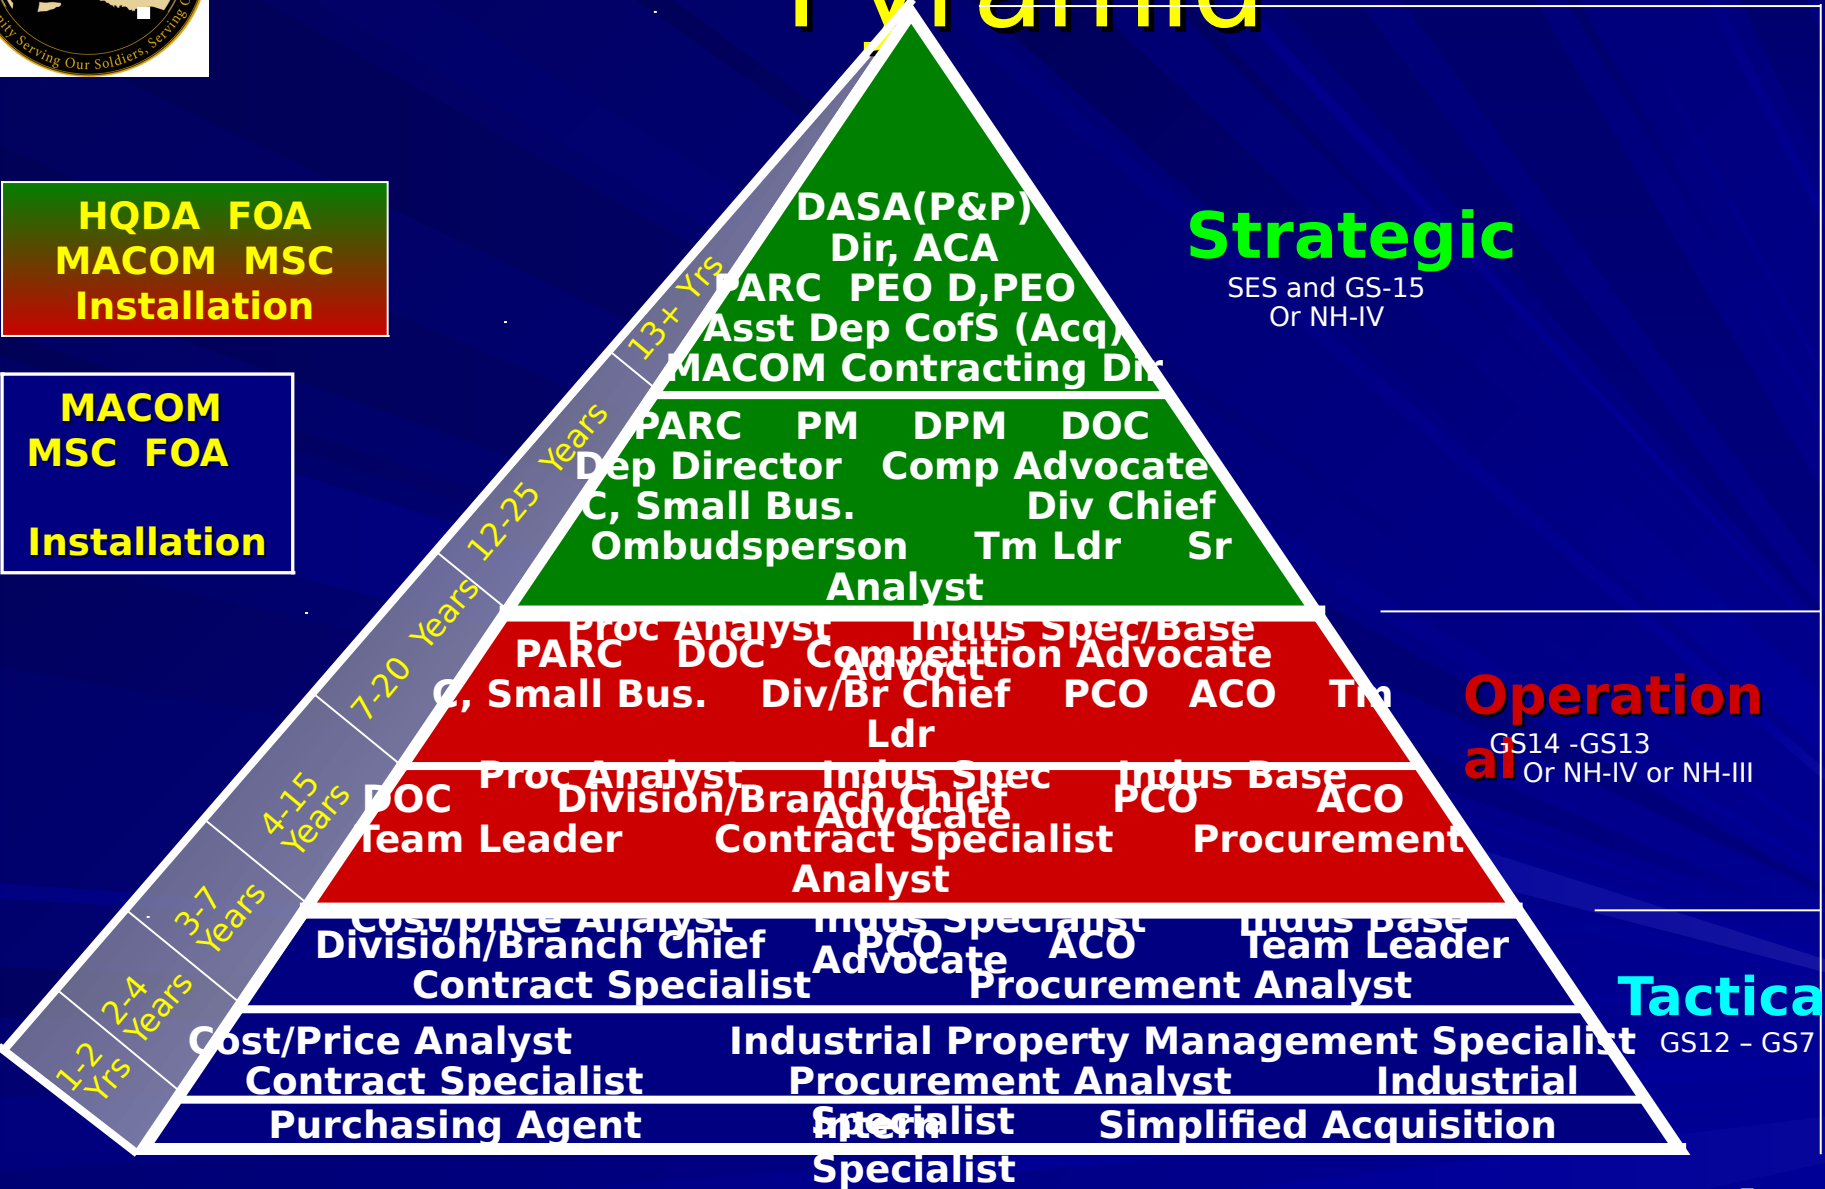 Pyramid
nity Serving Our Soldiers, Serving O
HQDA  FOA
MACOM  MSC
Installation
MACOM
MSC  FOA
Installation
13+ Yrs
12-25  Years
7-20  Years
4-15
Years
3-7
Years
2-4
Years
1-2
Yrs
DASA(P&P)
Dir, ACA
PARC  PEO D,PEO
Asst Dep CofS (Acq)
MACOM Contracting Dir
PARC    PM    DPM    DOC
Dep Director   Comp Advocate
C, Small Bus.             Div Chief
Ombudsperson     Tm Ldr     Sr
Analyst
Proc Analyst      Indus Spec/Base
Advoct
PARC    DOC   Competition Advocate
C, Small Bus.    Div/Br Chief    PCO   ACO    Tm
Ldr
Proc Analyst      Indus Spec     Indus Base
Advocate
DOC        Division/Branch Chief        PCO         ACO
Team Leader       Contract Specialist      Procurement
Analyst
Cost/price Analyst      Indus Specialist       Indus Base
Advocate
Division/Branch Chief       PCO        ACO        Team Leader
Contract Specialist            Procurement Analyst
Cost/Price Analyst            Industrial Property Management Specialist
Contract Specialist           Procurement Analyst           Industrial
Specialist
Purchasing Agent             Intern            Simplified Acquisition
Specialist
Strategic
SES and GS-15
Or NH-IV
Operation
al
GS14 -GS13
Or NH-IV or NH-III
Tactica
GS12 – GS7